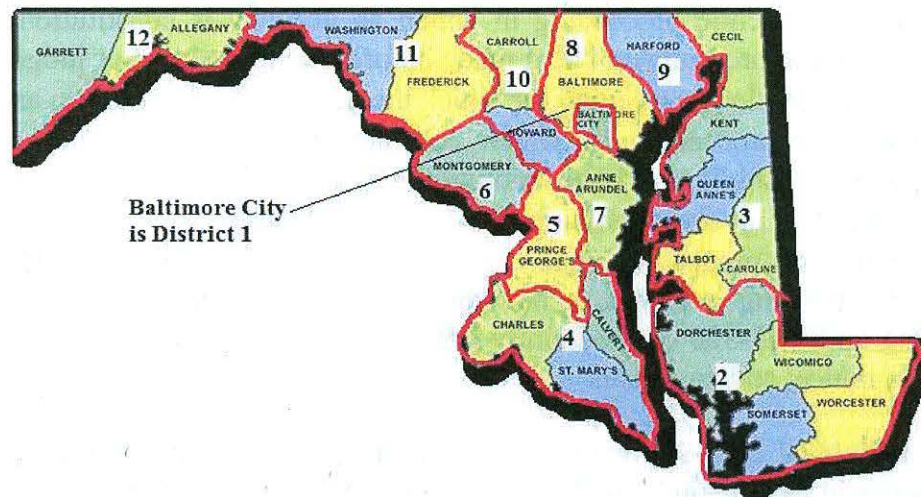 GARRETT
12
ALLEGANY
WASHINGTON
11
FREDERICK
CARROLL
10
8
BALTIMORE
HARFORD
9
CECIL
BALTIMORE
CITY
KENT
HOWARD
MONTGOMERY
6
ANNE
ARUNDEL
7
QUEEN
ANNE'S
3
Baltimore City
is District 1
5
PRINCE
GEORGE'S
TALBOT
CAROLINE
CHARLES
CALVERT
4
ST. MARY'S
DORCHESTER
2
WICOMICO
SOMERSET
WORCESTER